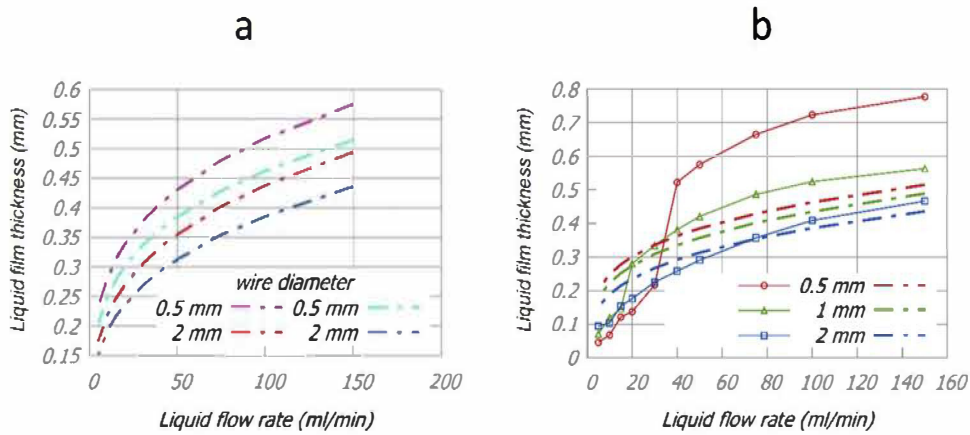 a
b
Liquid film thickness (mm)
0.6
0.55
0.5
0.45
0.4
0.35
0.3
0.25
0.2
0.15
0 50 100 150 200
Liquid flow rate (ml/min)
wire diameter
0.5 mm 0.5 mm
2 mm 2 mm
Liquid film thickness (mm)
0.8
0.7
0.6
0.5
0.4
0.3
0.2
0.1
0
0 20 40 60 80 100 120 140 160
Liquid flow rate (ml/min)
0.5 mm
1 mm
2 mm